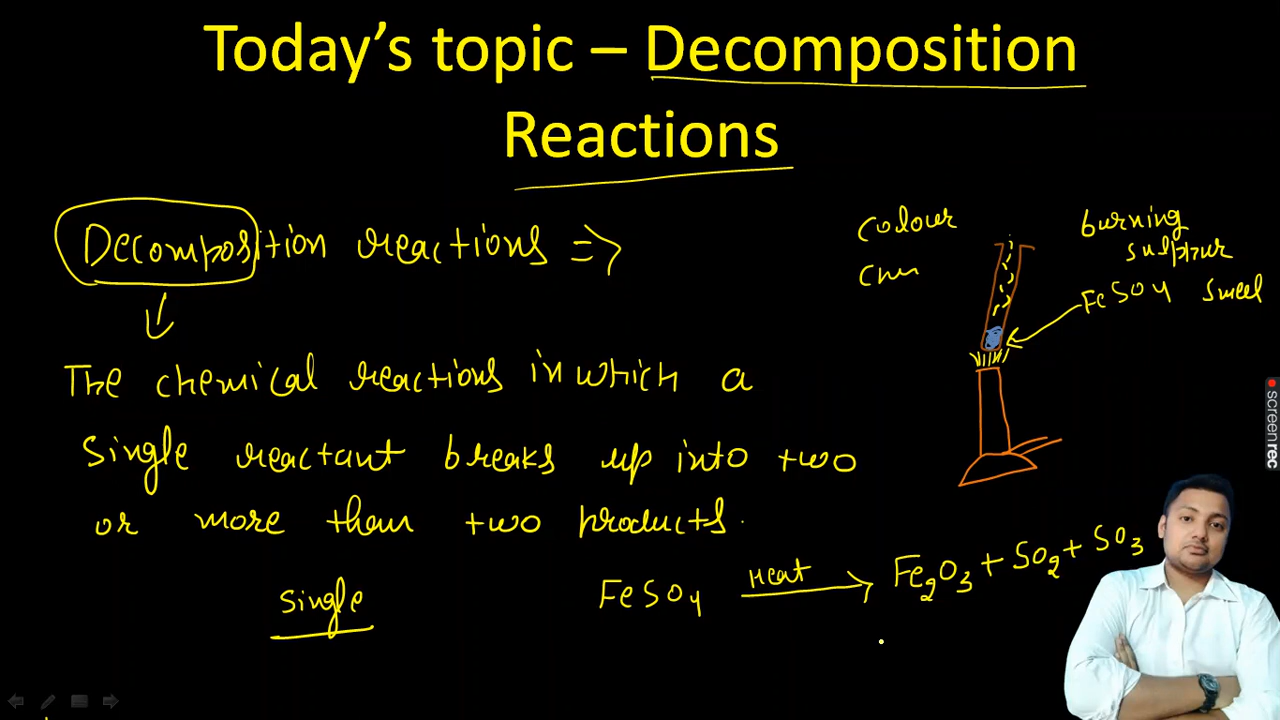 Today's topic – Decomposition
Reactions
Decomposition reactions =>
The chemical reactions in which a
Single reactant breaks up into two
or more than two products.
Single
colour
burning
sulphur
FeSO4 smell
FeSO4 Heat → Fe2O3 + SO2 + SO3
screenrec